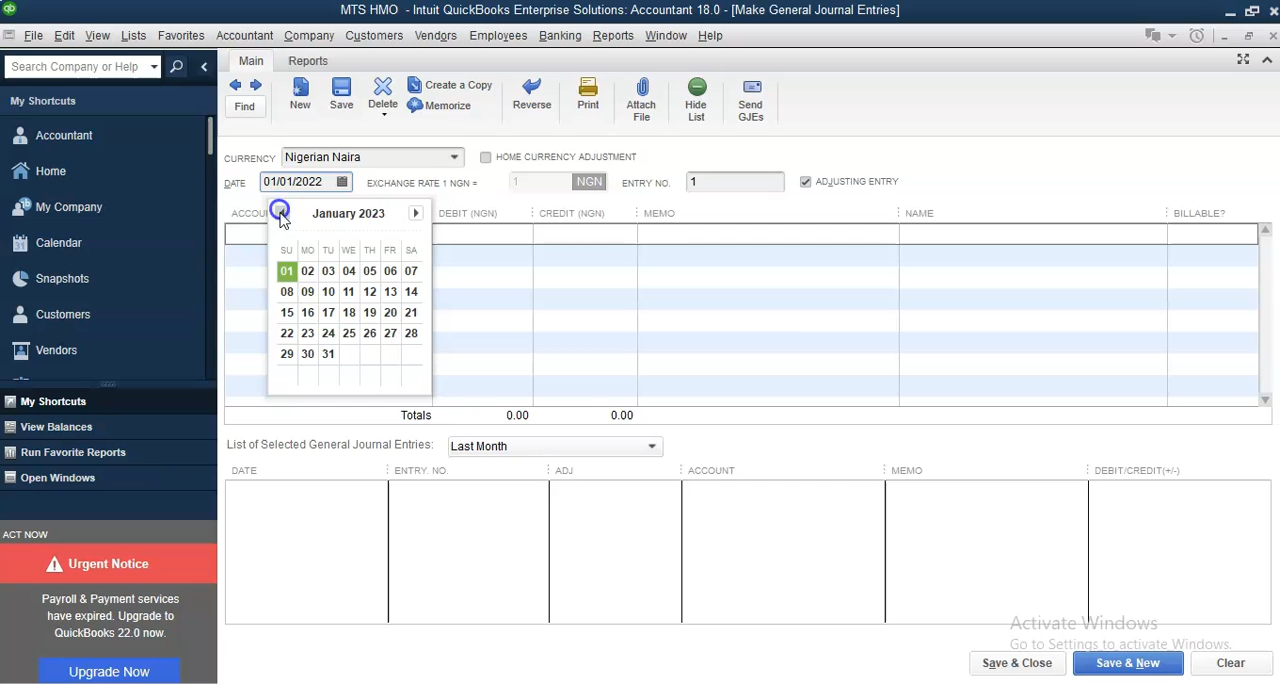 MTS HMO - Intuit QuickBooks Enterprise Solutions: Accountant 18.0 - [Make General Journal Entries]
File Edit View Lists Favorites Accountant Company Customers Vendors Employees Banking Reports Window Help
Search Company or Help
Main Reports
My Shortcuts
Find
New
Save
Delete
Create a Copy
Memorize
Reverse
Print
Attach File
Hide List
Send GJEs
Accountant
Home
My Company
Calendar
Snapshots
Customers
Vendors
My Shortcuts
View Balances
Run Favorite Reports
Open Windows
ACT NOW
Urgent Notice
Payroll & Payment services
have expired. Upgrade to
QuickBooks 22.0 now.
Upgrade Now
CURRENCY Nigerian Naira HOME CURRENCY ADJUSTMENT
DATE 01/01/2022 EXCHANGE RATE 1 NGN = 1 NGN ENTRY NO. 1 ADJUSTING ENTRY
DEBIT (NGN) CREDIT (NGN) MEMO NAME BILLABLE?
January 2023
SU MO TU WE TH FR SA
01 02 03 04 05 06 07
08 09 10 11 12 13 14
15 16 17 18 19 20 21
22 23 24 25 26 27 28
29 30 31
Totals 0.00 0.00
List of Selected General Journal Entries: Last Month
DATE ENTRY. NO. ADJ ACCOUNT MEMO DEBIT/CREDIT(+/-)
Activate Windows
Go to Settings to activate Windows.
Save & Close Save & New Clear